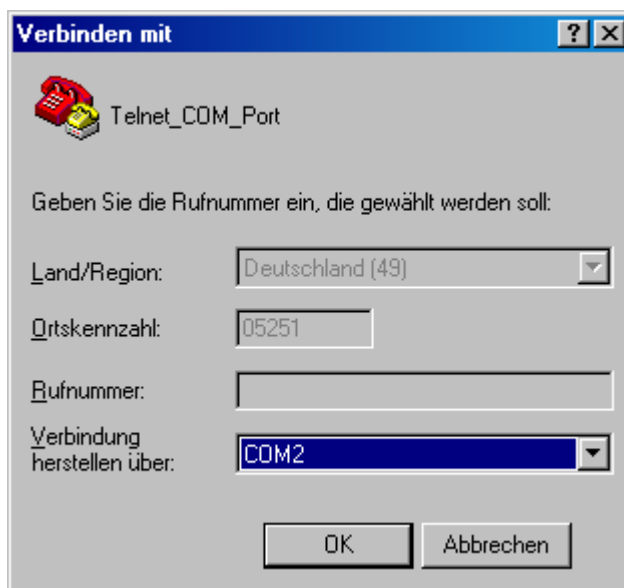 Verbinden mit
Telnet_COM_Port
Geben Sie die Rufnummer ein, die gewählt werden soll:
Land/Region: Deutschland (49)
Ortskennzahl: 05251
Rufnummer:
Verbindung
herstellen über: COM2
OK Abbrechen